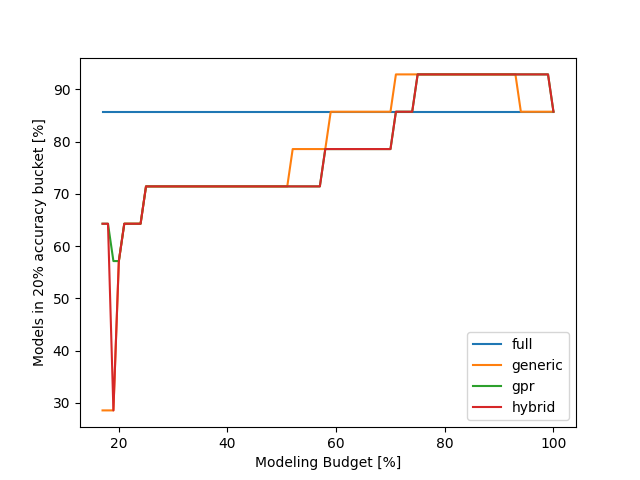 Models in 20% accuracy bucket [%]
90
80
70
60
50
40
30
20
40
60
80
100
Modeling Budget [%]
full
generic
gpr
hybrid